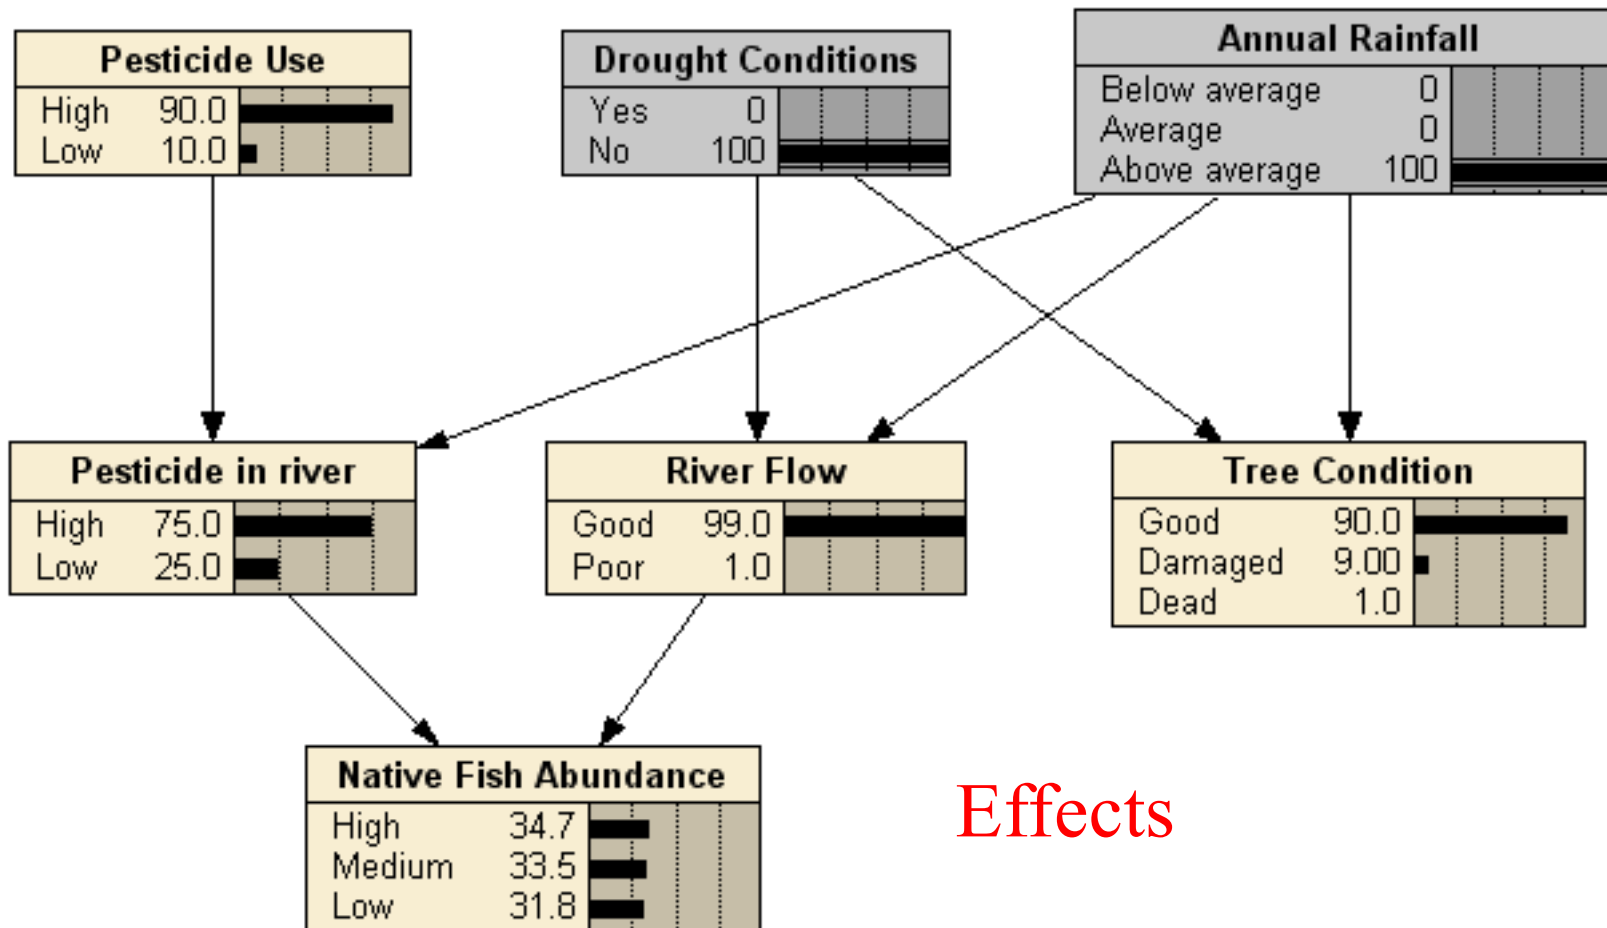 Pesticide Use
High 90.0
Low 10.0
Drought Conditions
Yes 0
No 100
Annual Rainfall
Below average 0
Average 0
Above average 100
Pesticide in river
High 75.0
Low 25.0
River Flow
Good 99.0
Poor 1.0
Tree Condition
Good 90.0
Damaged 9.00
Dead 1.0
Native Fish Abundance
High 34.7
Medium 33.5
Low 31.8
Effects